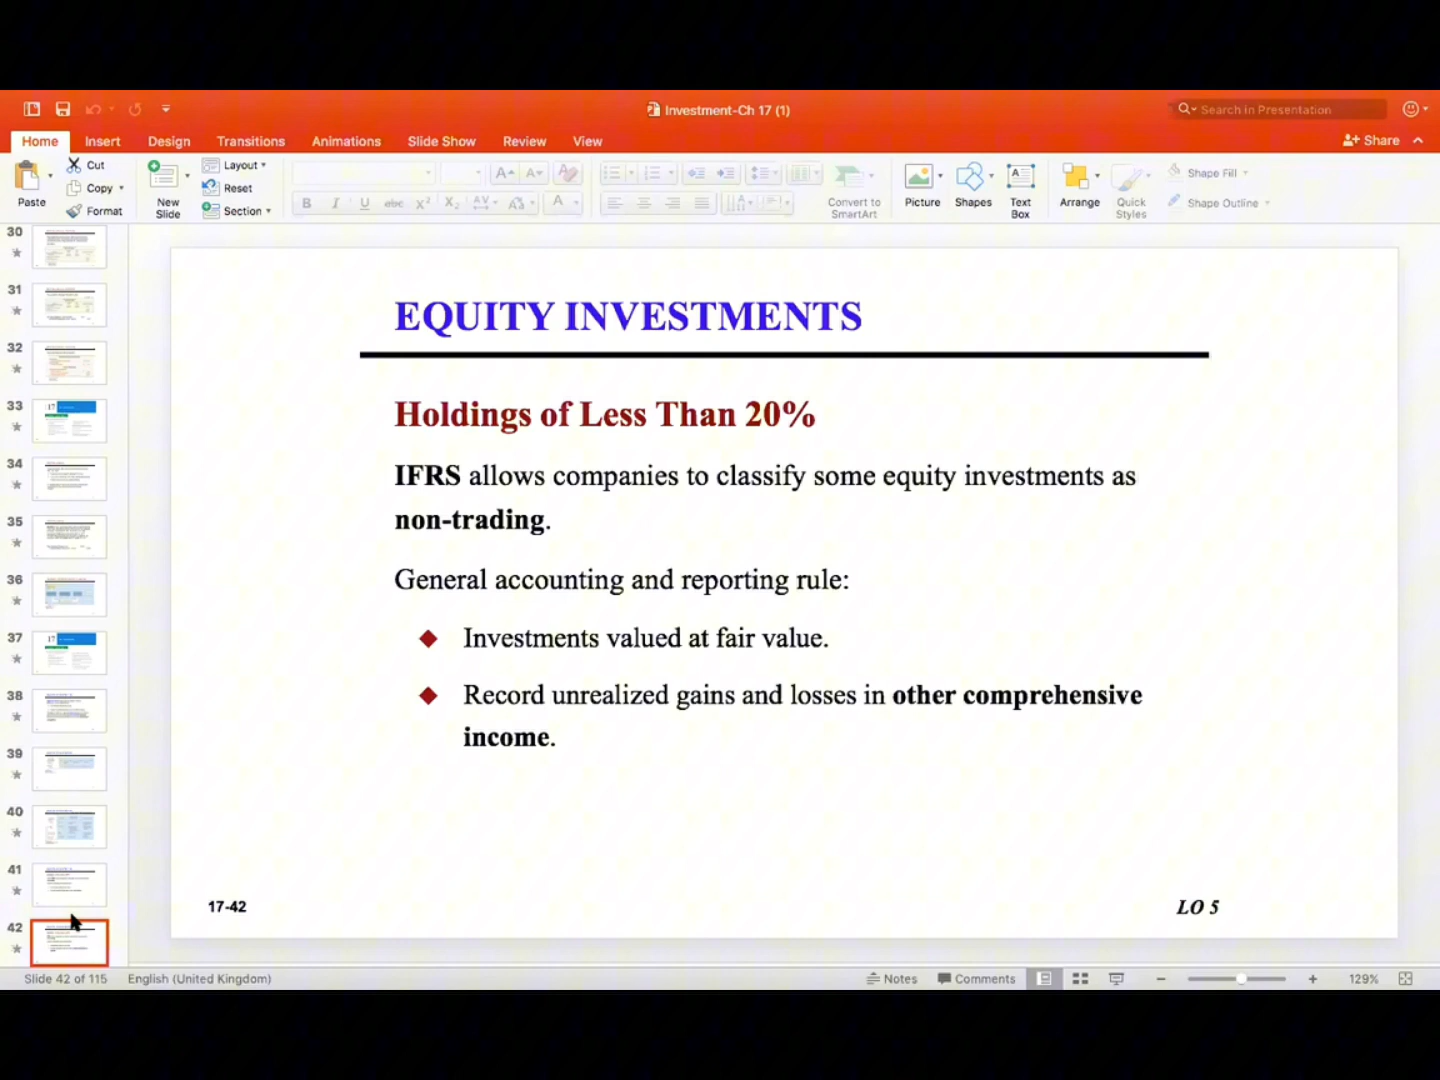 Investment-Ch 17 (1)
Search in Presentation
Home Insert Design Transitions Animations Slide Show Review View
Share
Paste
Cut
Copy
Format
New Slide
Layout
Reset
Section
B I U abc X² X₂ AV Aa A
Convert to SmartArt
Picture
Shapes
Text Box
Arrange
Quick Styles
Shape Fill
Shape Outline
30
31
32
33
34
35
36
37
38
39
40
41
42
EQUITY INVESTMENTS
Holdings of Less Than 20%
IFRS allows companies to classify some equity investments as
non-trading.
General accounting and reporting rule:
Investments valued at fair value.
Record unrealized gains and losses in other comprehensive
income.
17-42
LO 5
Slide 42 of 115
English (United Kingdom)
Notes
Comments
129%